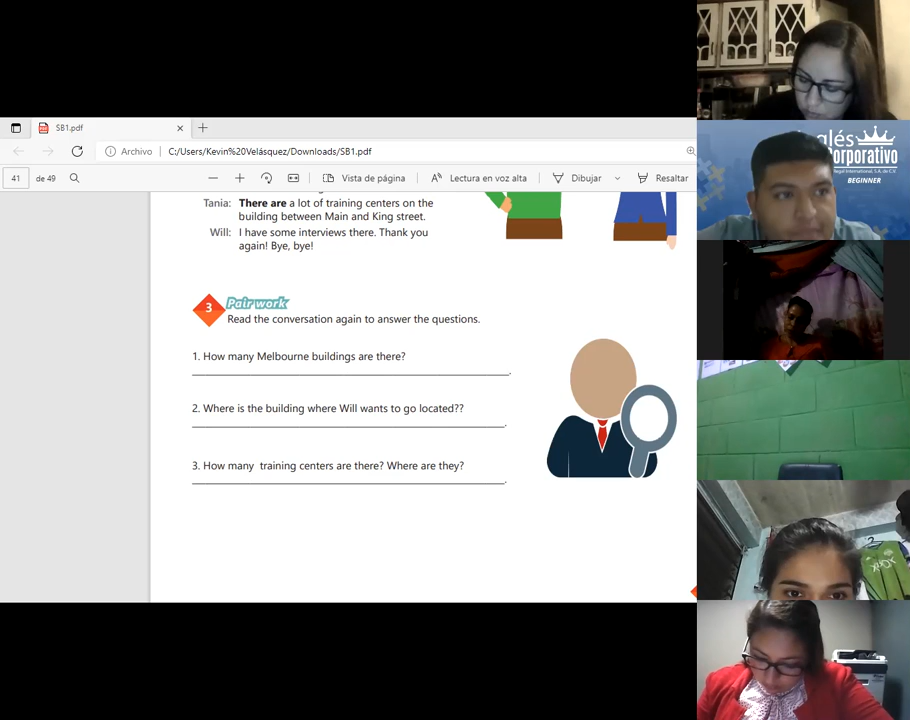 SB1.pdf
Archivo C:/Users/Kevin%20Velásquez/Downloads/SB1.pdf
41 de 49 Vista de página Lectura en voz alta Dibujar Resaltar
Tania: There are a lot of training centers on the
building between Main and King street.
Will: I have some interviews there. Thank you
again! Bye, bye!
3 Pair work
Read the conversation again to answer the questions.
1. How many Melbourne buildings are there?
2. Where is the building where Will wants to go located??
3. How many training centers are there? Where are they?
BEGINNER